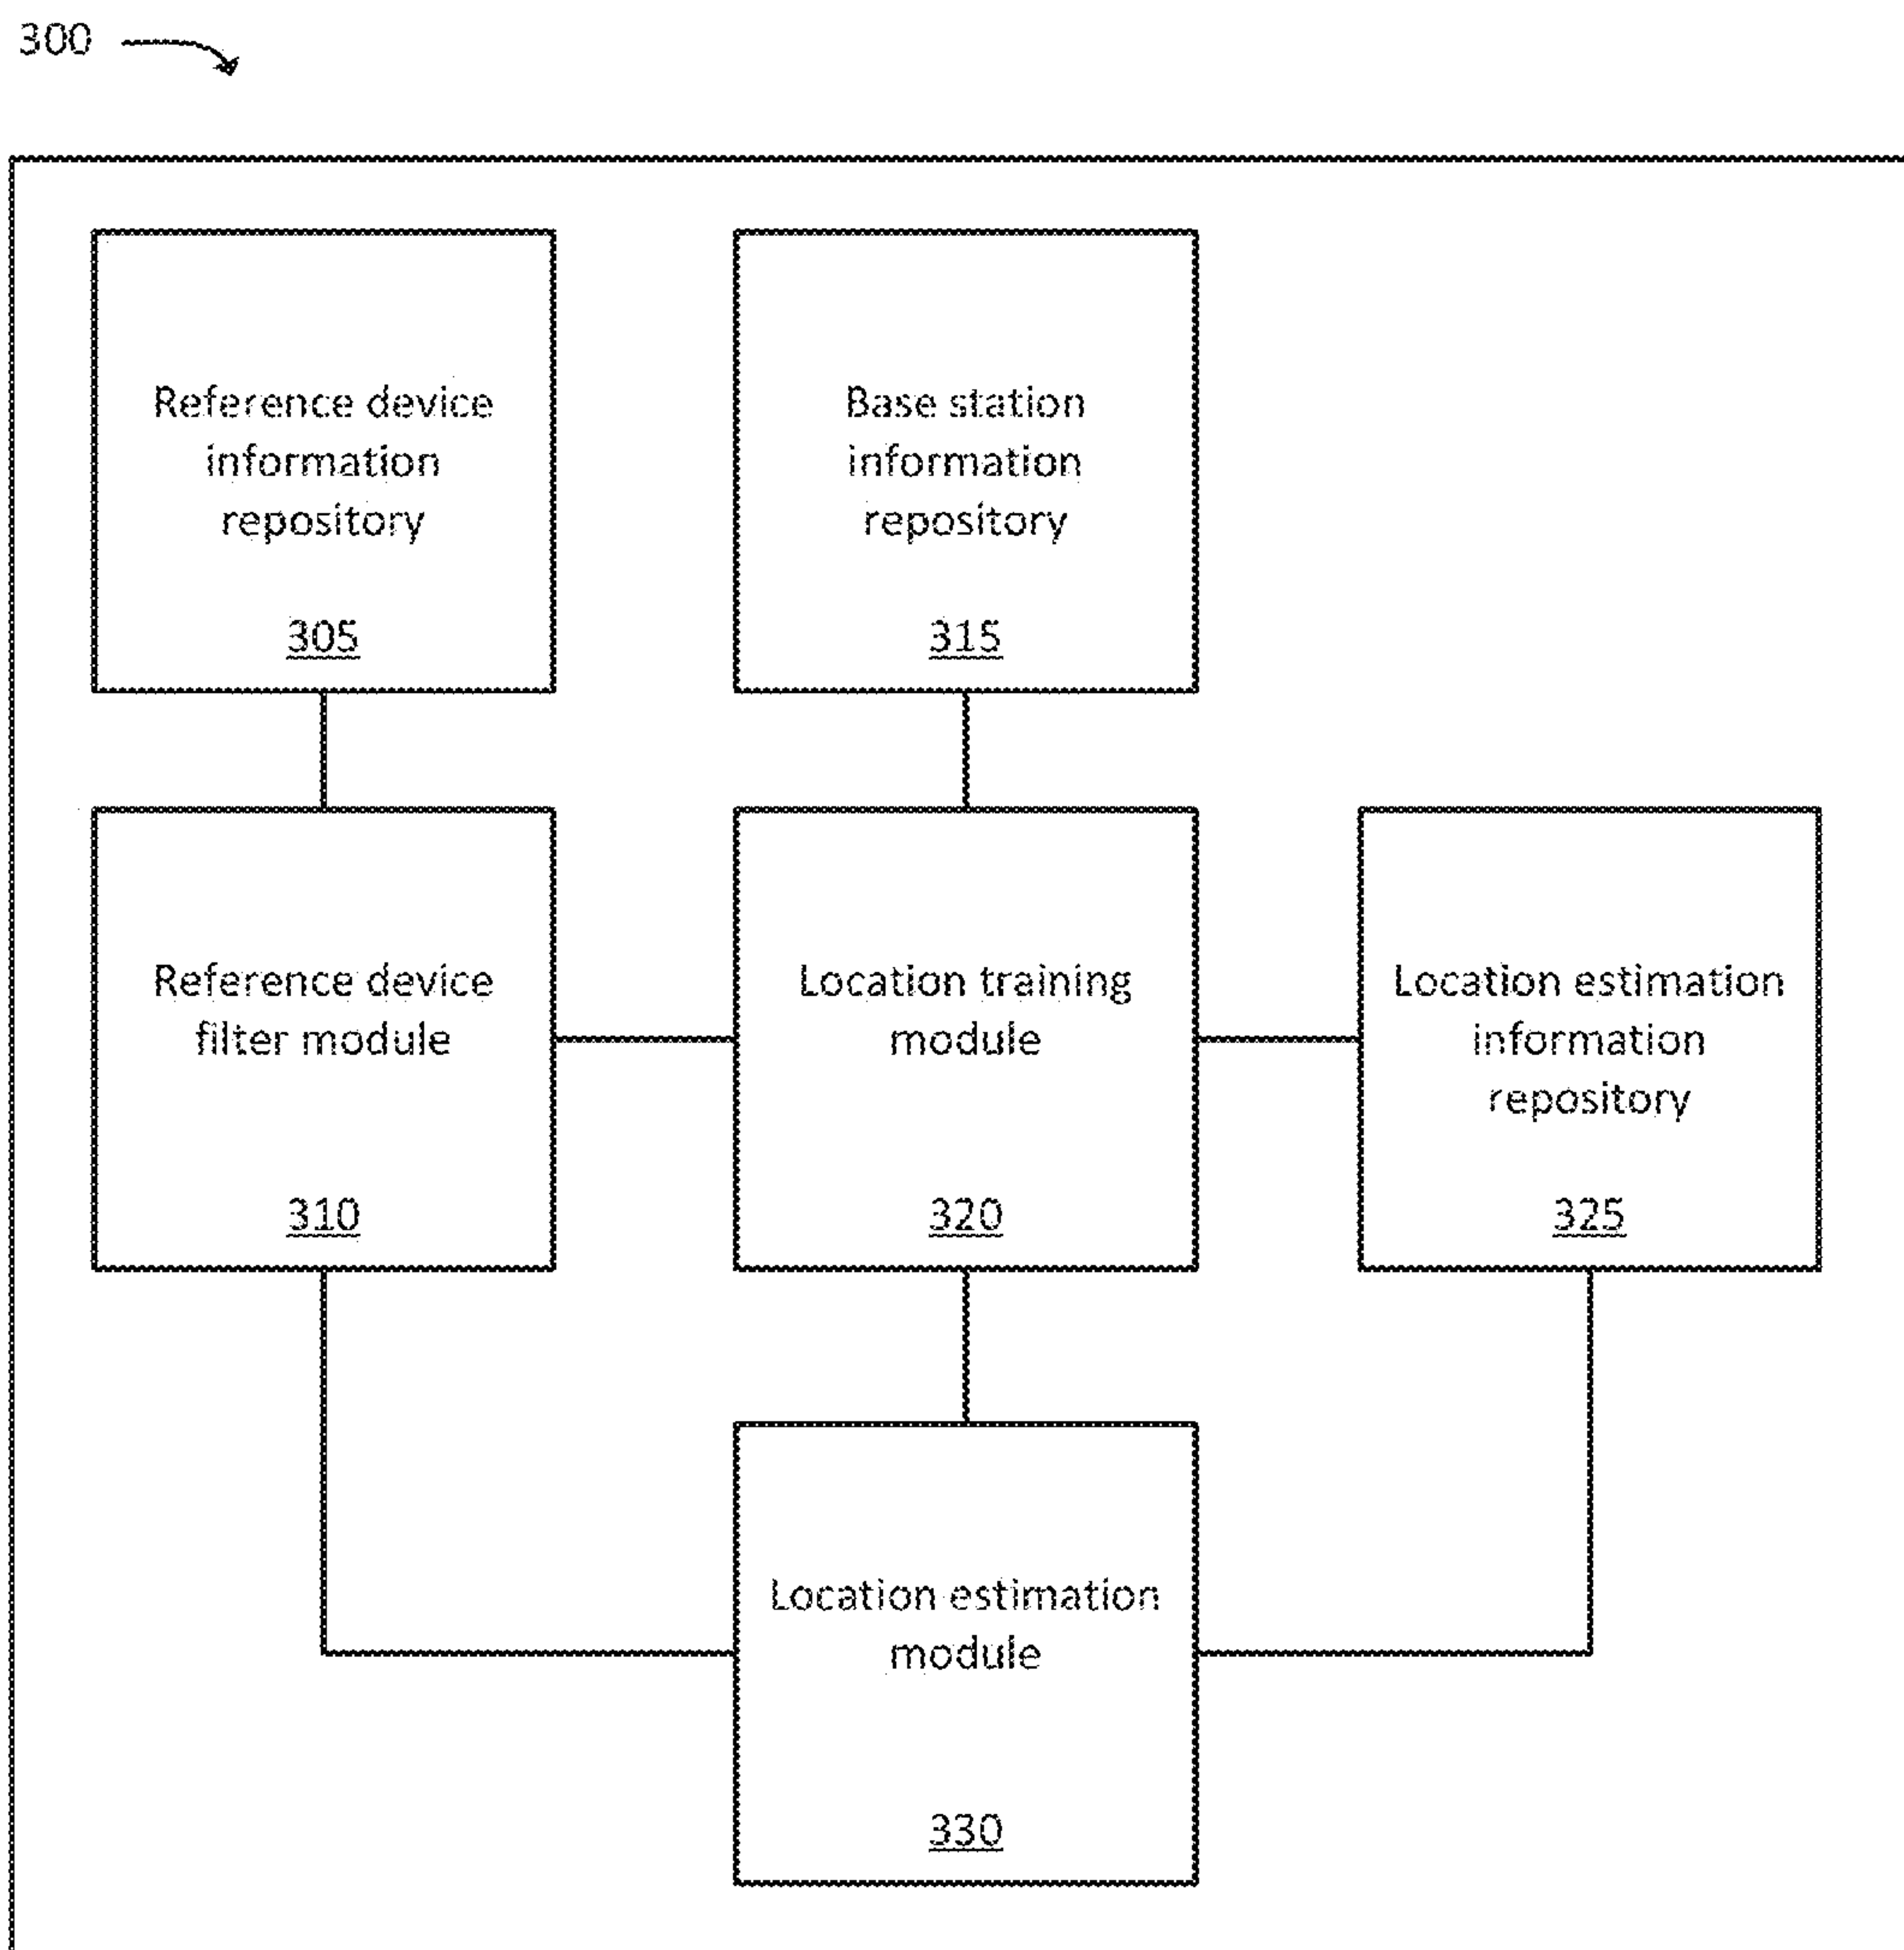 300
Reference device
information
repository
305
Base station
information
repository
315
Reference device
filter module
310
Location training
module
320
Location estimation
information
repository
325
Location estimation
module
330